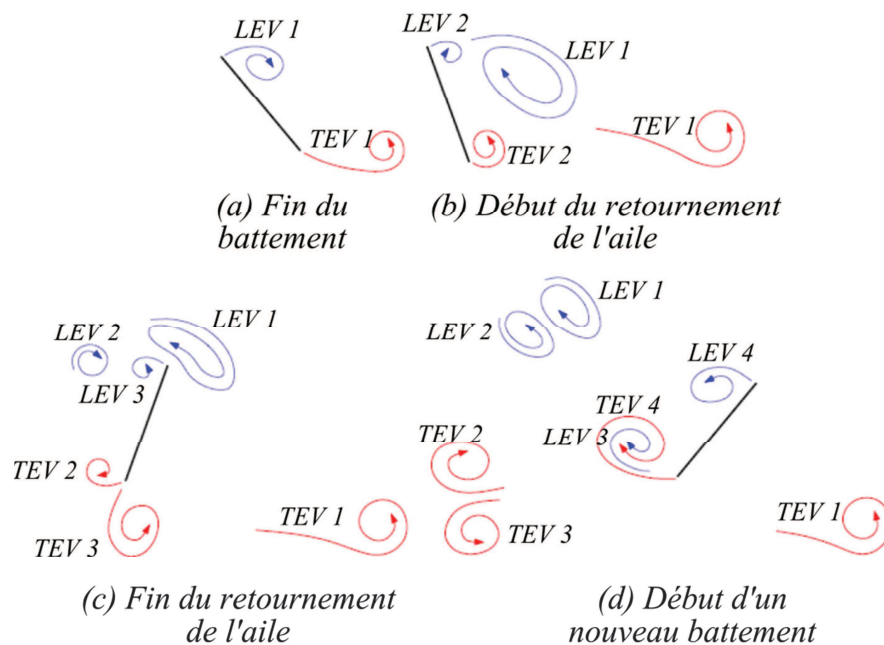 LEV 1
TEV 1
(a) Fin du
battement
LEV 2
LEV 1
TEV 1
TEV 2
(b) Début du retournement
de l'aile
LEV 1
LEV 2
LEV 3
TEV 2
TEV 1
TEV 3
(c) Fin du retournement
de l'aile
LEV 1
LEV 2
LEV 4
TEV 4
LEV 3
TEV 2
TEV 1
TEV 3
(d) Début d'un
nouveau battement